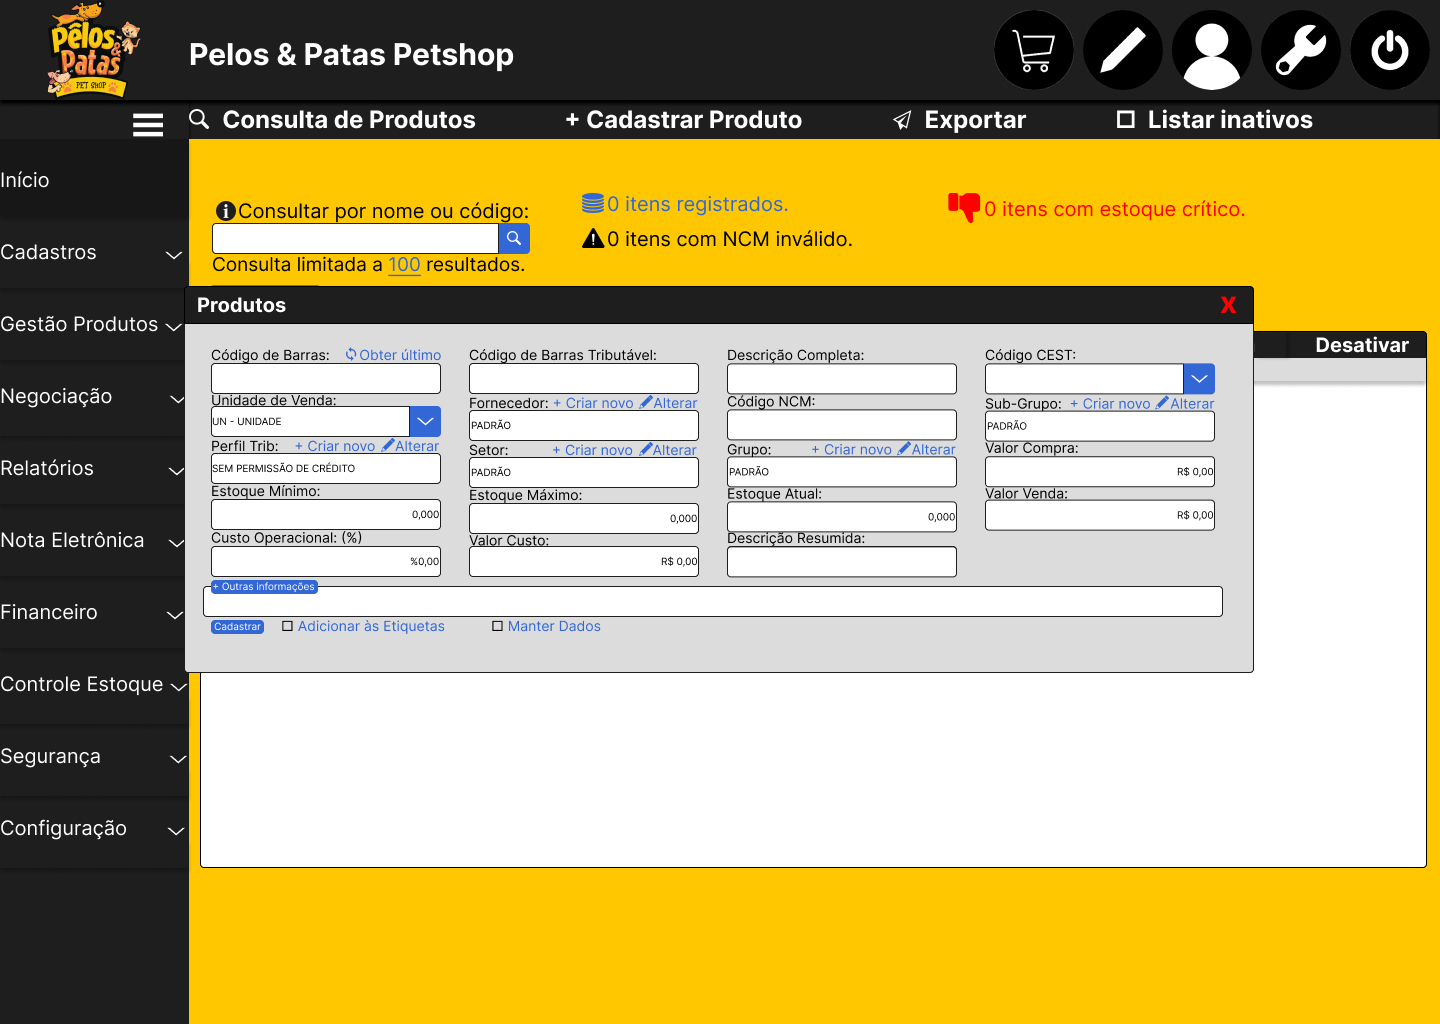 Pêlos
&
Patas
PET SHOP
Pelos & Patas Petshop
Consulta de Produtos
+ Cadastrar Produto
Exportar
Listar inativos
Início
Cadastros
Gestão Produtos
Negociação
Relatórios
Nota Eletrônica
Financeiro
Controle Estoque
Segurança
Configuração
Consultar por nome ou código:
Consulta limitada a 100 resultados.
0 itens registrados.
0 itens com NCM inválido.
0 itens com estoque crítico.
Desativar
Produtos
X
Código de Barras: Obter último
Código de Barras Tributável:
Descrição Completa:
Código CEST:
Unidade de Venda:
UN - UNIDADE
Fornecedor: + Criar novo Alterar
PADRÃO
Código NCM:
Sub-Grupo: + Criar novo Alterar
PADRÃO
Perfil Trib: + Criar novo Alterar
SEM PERMISSÃO DE CRÉDITO
Setor: + Criar novo Alterar
PADRÃO
Grupo: + Criar novo Alterar
PADRÃO
Valor Compra:
R$ 0,00
Estoque Mínimo:
0,000
Estoque Máximo:
0,000
Estoque Atual:
0,000
Valor Venda:
R$ 0,00
Custo Operacional: (%)
%0,00
Valor Custo:
R$ 0,00
Descrição Resumida:
+ Outras informações
Cadastrar
Adicionar às Etiquetas
Manter Dados